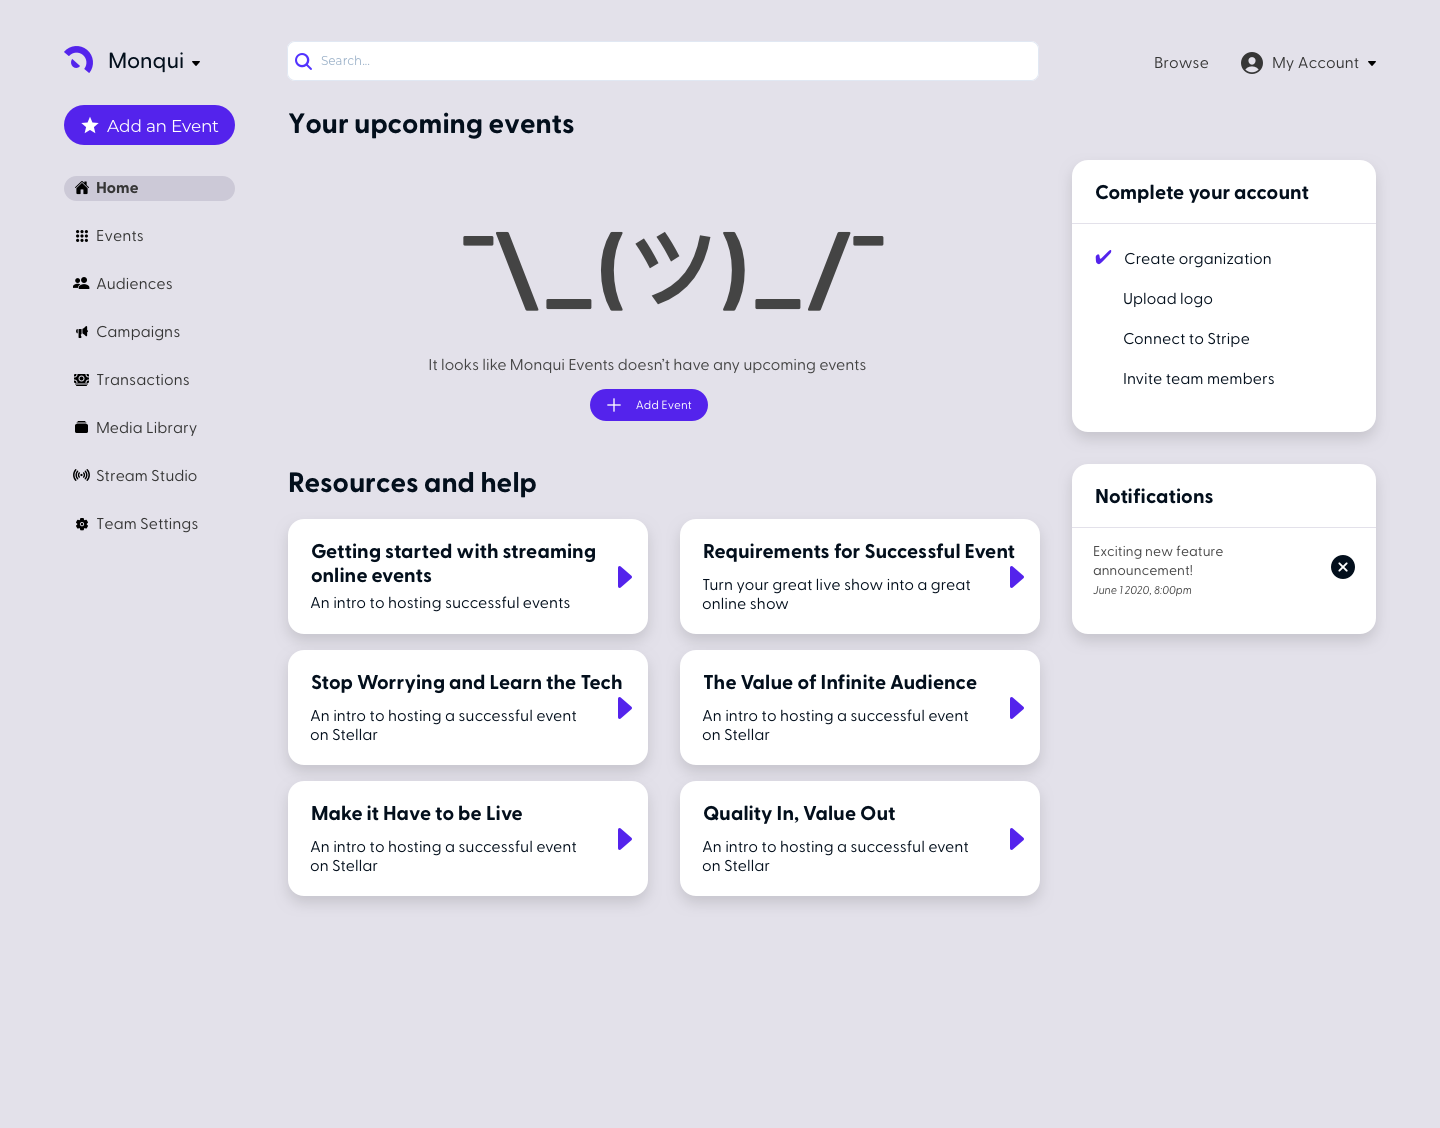 Monqui
Search...
Browse
My Account
Add an Event
Home
Events
Audiences
Campaigns
Transactions
Media Library
Stream Studio
Team Settings
Your upcoming events
¯\_(ツ)_/¯
It looks like Monqui Events doesn’t have any upcoming events
Add Event
Resources and help
Getting started with streaming
online events
An intro to hosting successful events
Requirements for Successful Event
Turn your great live show into a great
online show
Stop Worrying and Learn the Tech
An intro to hosting a successful event
on Stellar
The Value of Infinite Audience
An intro to hosting a successful event
on Stellar
Make it Have to be Live
An intro to hosting a successful event
on Stellar
Quality In, Value Out
An intro to hosting a successful event
on Stellar
Complete your account
Create organization
Upload logo
Connect to Stripe
Invite team members
Notifications
Exciting new feature
announcement!
June 1 2020, 8:00pm